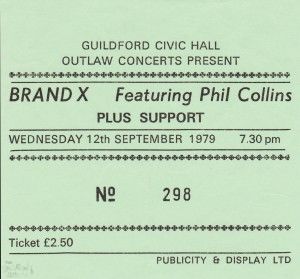 GUILDFORD CIVIC HALL
OUTLAW CONCERTS PRESENT
BRAND X Featuring Phil Collins
PLUS SUPPORT
WEDNESDAY 12th SEPTEMBER 1979 7.30 pm
Nº 298
Ticket £2.50
PUBLICITY & DISPLAY LTD